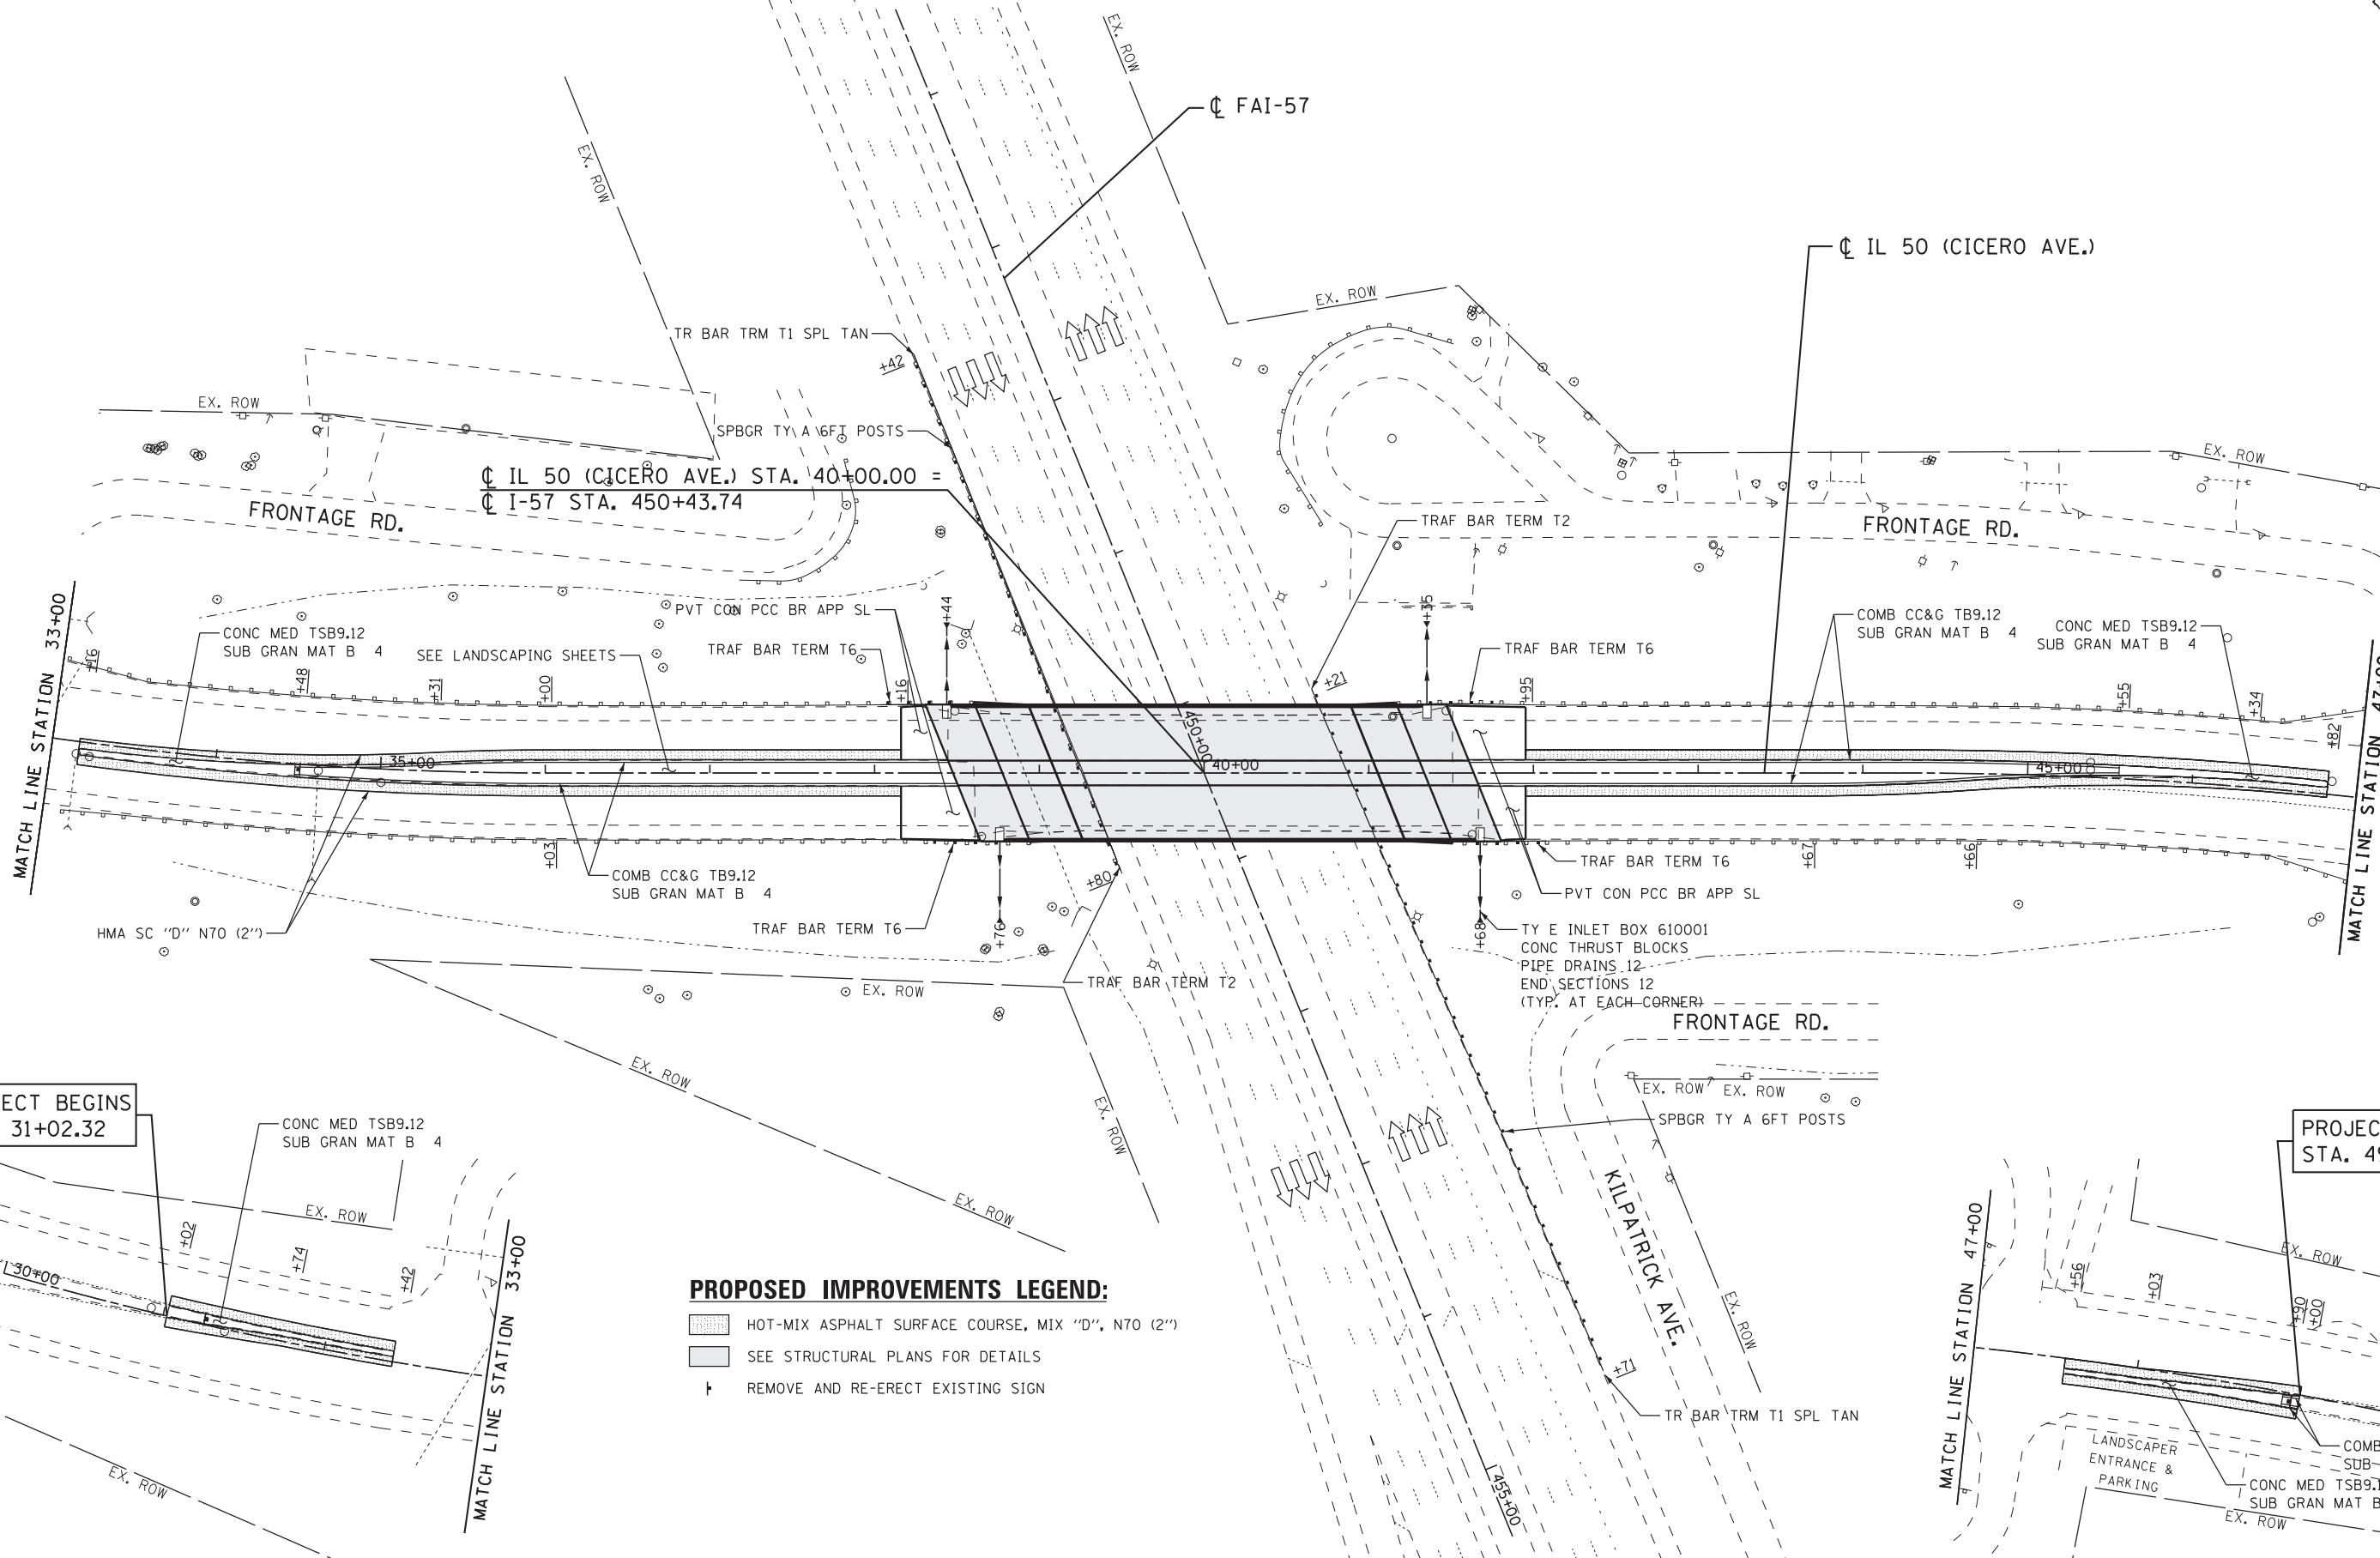 EX. ROW
℄ FAI-57
EX. ROW
℄ IL 50 (CICERO AVE.)
EX. ROW
TR BAR TRM T1 SPL TAN
+42
EX. ROW
SPBGR TY A 6FT POSTS
EX. ROW
℄ IL 50 (CICERO AVE.) STA. 40+00.00 =
℄ I-57 STA. 450+43.74
FRONTAGE RD.
TRAF BAR TERM T2
FRONTAGE RD.
MATCH LINE STATION 33+00
PVT CON PCC BR APP SL
+44
+35
COMB CC&G TB9.12
SUB GRAN MAT B 4
CONC MED TSB9.12
SUB GRAN MAT B 4
CONC MED TSB9.12
SUB GRAN MAT B 4
SEE LANDSCAPING SHEETS
TRAF BAR TERM T6
TRAF BAR TERM T6
+16
+48
+31
+00
+16
+21
+95
+55
+34
+82
MATCH LINE STATION 47+00
450+00
35+00
40+00
45+00
+03
COMB CC&G TB9.12
SUB GRAN MAT B 4
+80
TRAF BAR TERM T6
+67
+66
PVT CON PCC BR APP SL
HMA SC "D" N70 (2")
TRAF BAR TERM T6
+76
+68
TY E INLET BOX 610001
CONC THRUST BLOCKS
PIPE DRAINS 12
END SECTIONS 12
(TYP. AT EACH CORNER)
TRAF BAR TERM T2
EX. ROW
FRONTAGE RD.
EX. ROW
EX. ROW
EX. ROW
EX. ROW
SPBGR TY A 6FT POSTS
ECT BEGINS
31+02.32
CONC MED TSB9.12
SUB GRAN MAT B 4
EX. ROW
EX. ROW
KILPATRICK AVE.
EX. ROW
PROJEC
STA. 49
30+00
+02
+74
+42
MATCH LINE STATION 33+00
EX. ROW
PROPOSED IMPROVEMENTS LEGEND:
HOT-MIX ASPHALT SURFACE COURSE, MIX "D", N70 (2")
SEE STRUCTURAL PLANS FOR DETAILS
REMOVE AND RE-ERECT EXISTING SIGN
+71
TR BAR TRM T1 SPL TAN
455+00
MATCH LINE STATION 47+00
+56
+03
+90
+00
EX. ROW
LANDSCAPER
ENTRANCE &
PARKING
COMB
SUB
CONC MED TSB9.1
SUB GRAN MAT B
EX. ROW